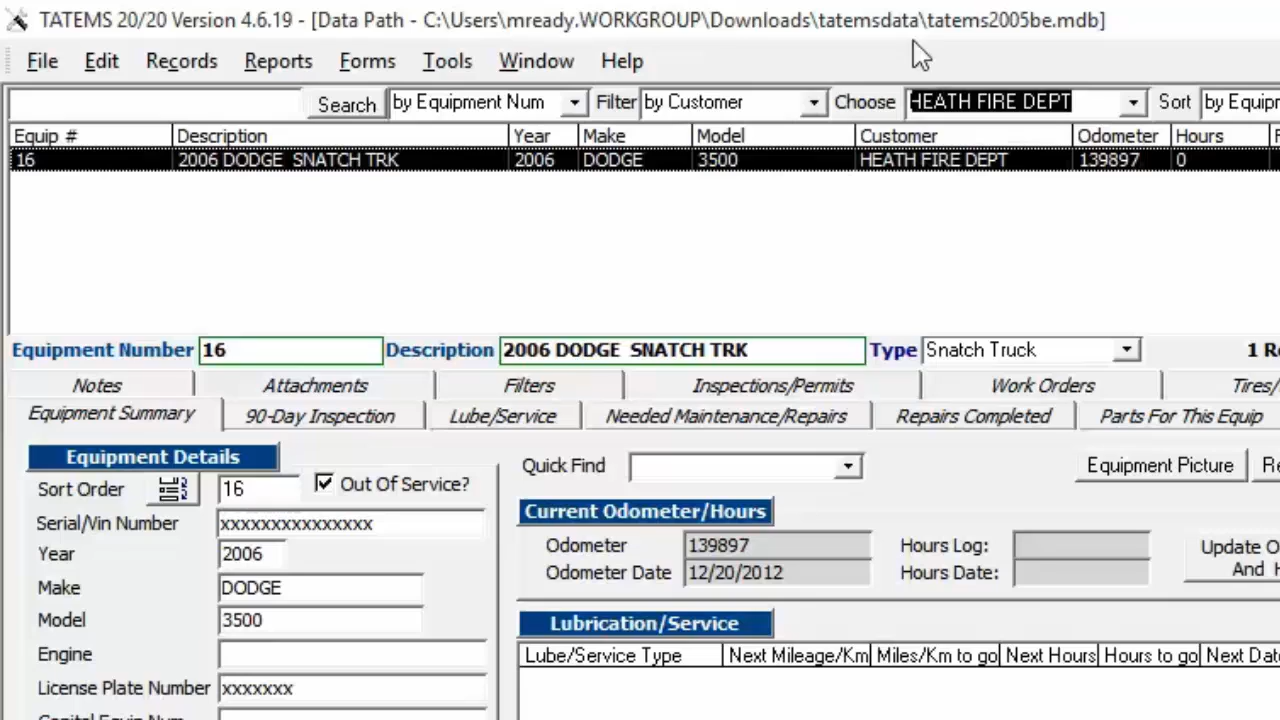 TATEMS 20/20 Version 4.6.19 - [Data Path - C:\Users\mready.WORKGROUP\Downloads\tatemsdata\tatems2005be.mdb]
File Edit Records Reports Forms Tools Window Help
Search by Equipment Num Filter by Customer Choose HEATH FIRE DEPT Sort by Equip
Equip # Description Year Make Model Customer Odometer Hours
16 2006 DODGE SNATCH TRK 2006 DODGE 3500 HEATH FIRE DEPT 139897 0
Equipment Number 16 Description 2006 DODGE SNATCH TRK Type Snatch Truck 1 R
Notes Attachments Filters Inspections/Permits Work Orders Tires/
Equipment Summary 90-Day Inspection Lube/Service Needed Maintenance/Repairs Repairs Completed Parts For This Equip
Equipment Details Quick Find Equipment Picture Re
Sort Order 16 Out Of Service?
Current Odometer/Hours
Serial/Vin Number xxxxxxxxxxxxxxx
Year 2006 Odometer 139897 Hours Log: Update O
Odometer Date 12/20/2012 Hours Date: And H
Make DODGE
Model 3500 Lubrication/Service
Engine Lube/Service Type Next Mileage/Km Miles/Km to go Next Hours Hours to go Next Dat
License Plate Number xxxxxxx